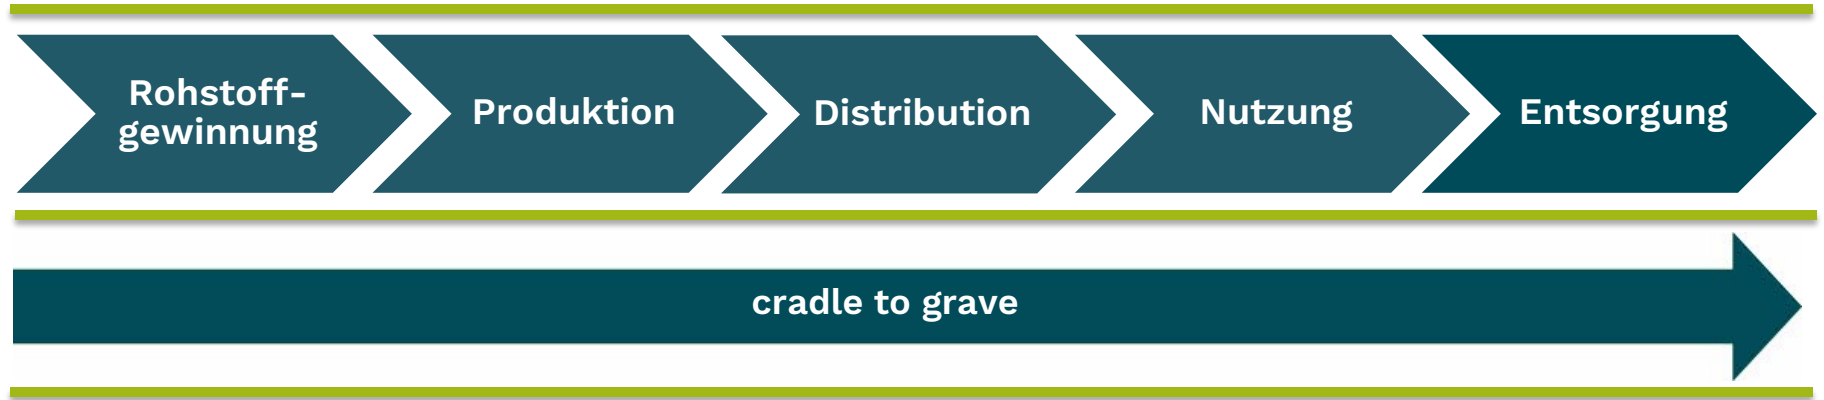 Rohstoff-
gewinnung
Produktion
Distribution
Nutzung
Entsorgung
cradle to grave